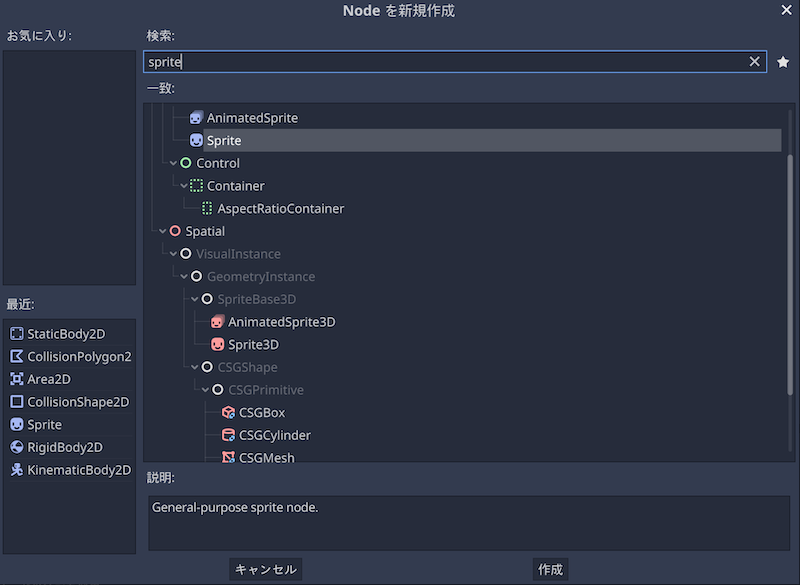 Node を新規作成
お気に入り:
検索:
sprite
一致:
AnimatedSprite
Sprite
Control
Container
AspectRatioContainer
Spatial
VisualInstance
GeometryInstance
SpriteBase3D
AnimatedSprite3D
Sprite3D
CSGShape
CSGPrimitive
CSGBox
CSGCylinder
CSGMesh
最近:
StaticBody2D
CollisionPolygon2
Area2D
CollisionShape2D
Sprite
RigidBody2D
KinematicBody2D
説明:
General-purpose sprite node.
キャンセル
作成